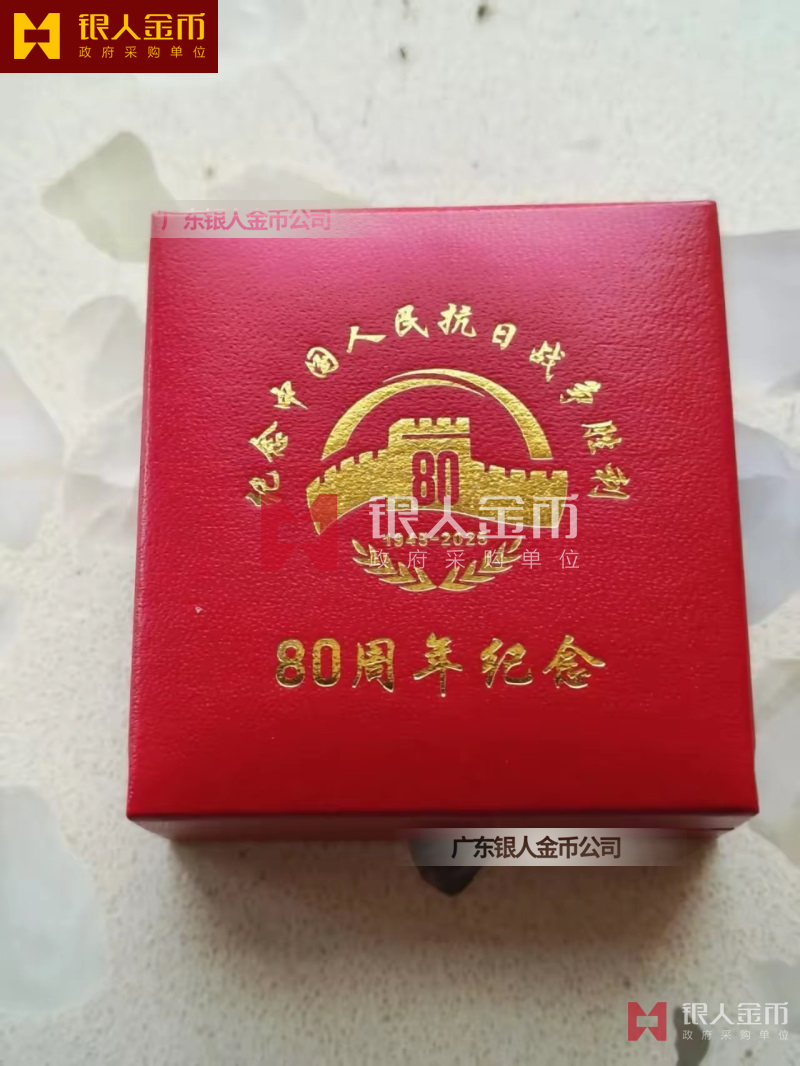 银人金币
政府采购单位
广东银人金币公司
纪念中国人民抗日战争胜利
80
银人金币
1945-2025
政府采购单位
80周年纪念
广东银人金币公司
银人金币
政府采购单位